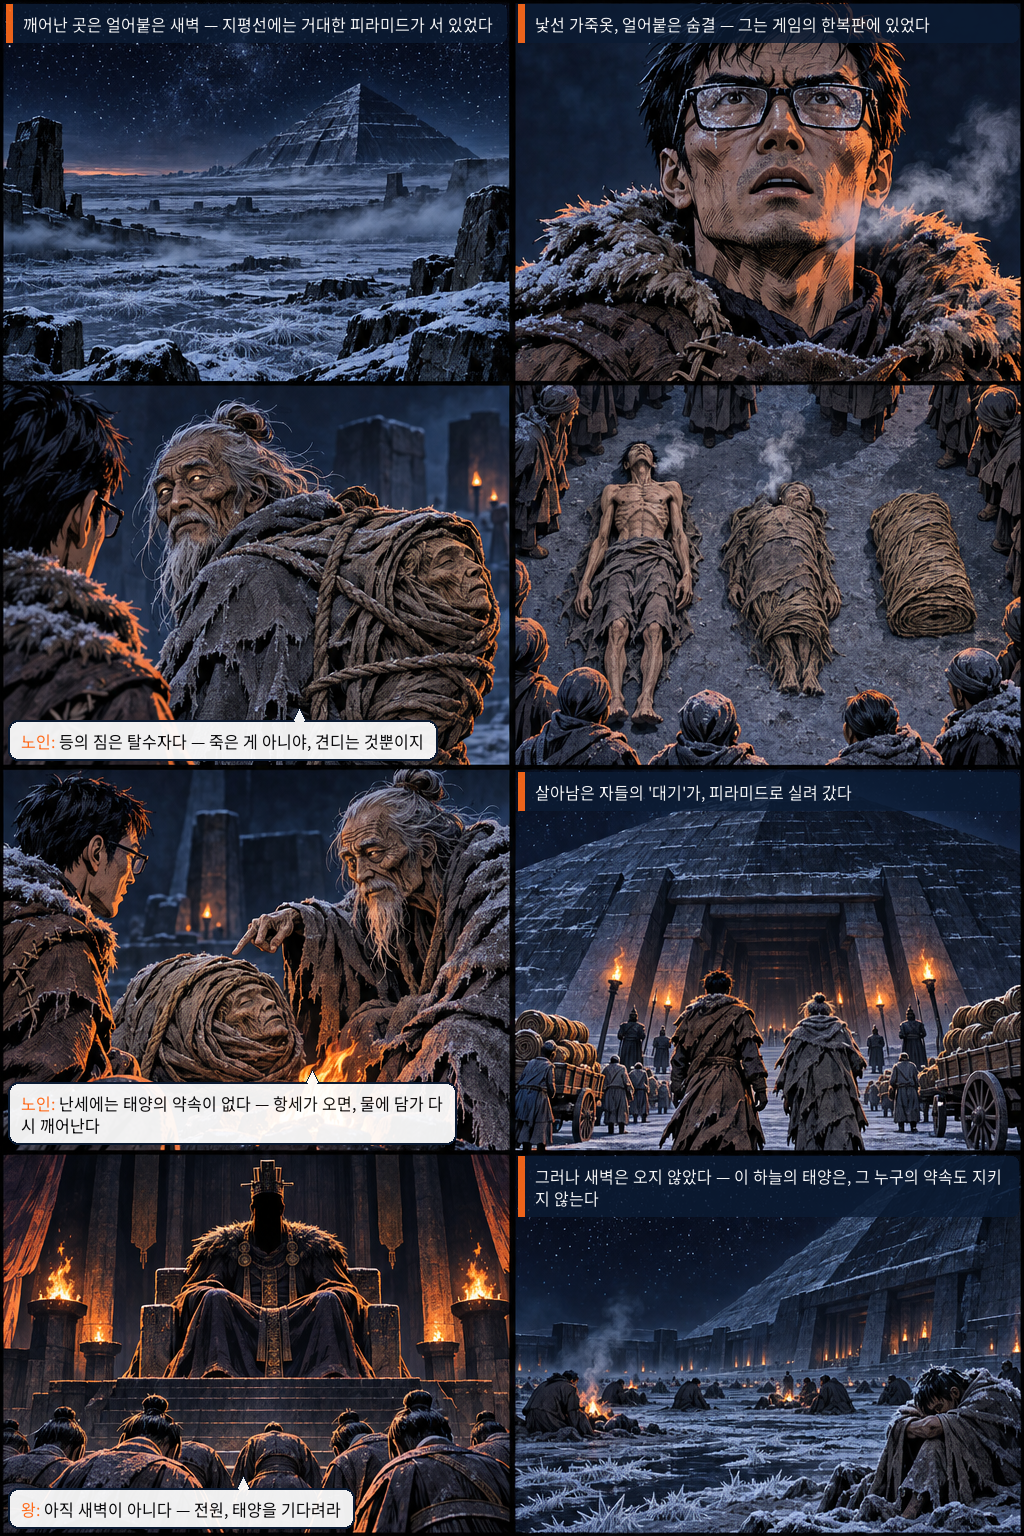 깨어난 곳은 얼어붙은 새벽 — 지평선에는 거대한 피라미드가 서 있었다
낯선 가죽옷, 얼어붙은 숨결 — 그는 게임의 한복판에 있었다
노인: 등의 짐은 탈수자다 — 죽은 게 아니야, 견디는 것뿐이지
노인: 난세에는 태양의 약속이 없다 — 항세가 오면, 물에 담가 다
시 깨어난다
살아남은 자들의 '대기'가, 피라미드로 실려 갔다
왕: 아직 새벽이 아니다 — 전원, 태양을 기다려라
그러나 새벽은 오지 않았다 — 이 하늘의 태양은, 그 누구의 약속도 지키
지 않는다